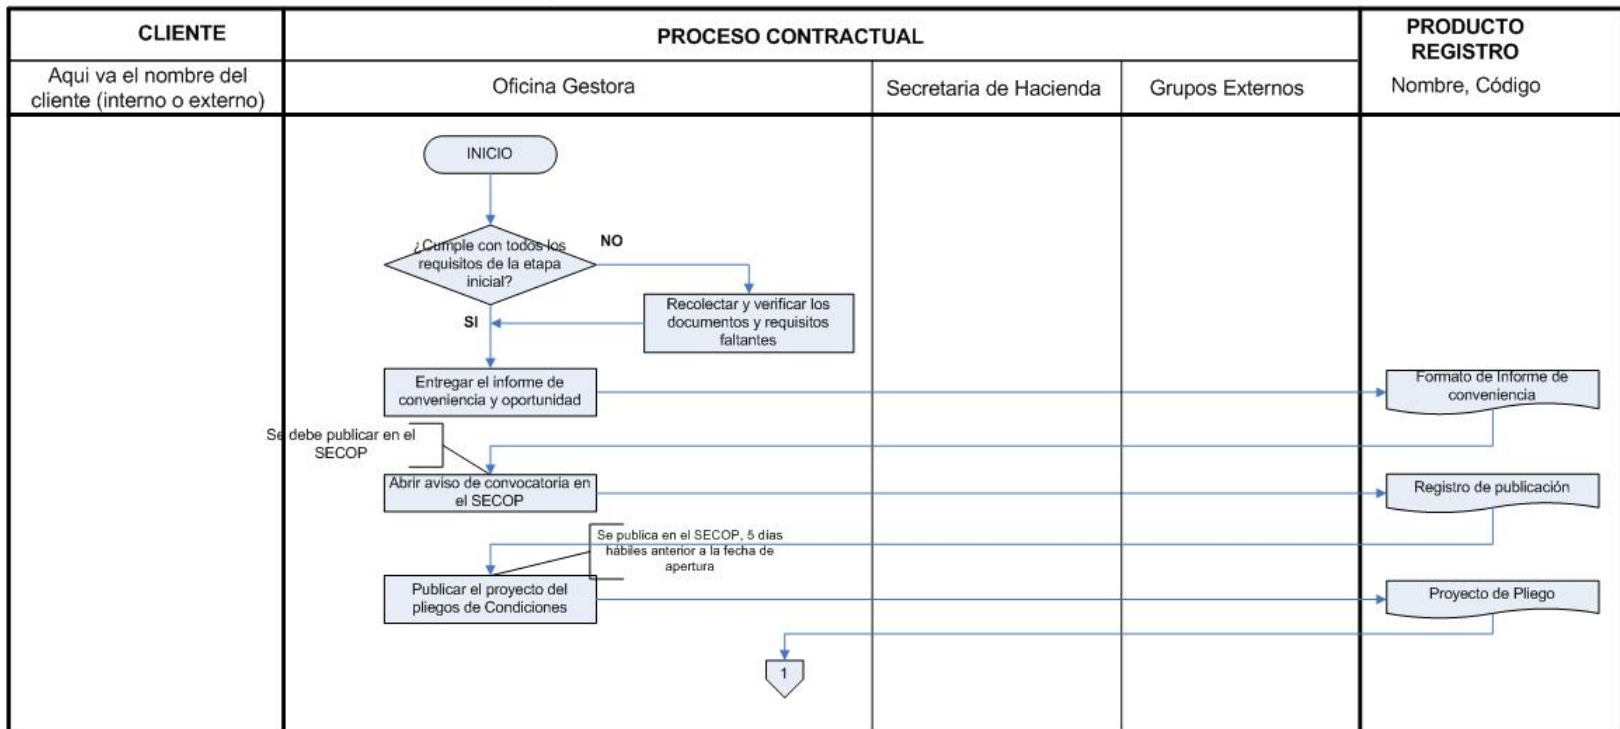 CLIENTE
PROCESO CONTRACTUAL
PRODUCTO
REGISTRO
Aqui va el nombre del
cliente (interno o externo)
Oficina Gestora
Secretaria de Hacienda
Grupos Externos
Nombre, Código
INICIO
¿Cumple con todos los
requisitos de la etapa
inicial?
NO
Recolectar y verificar los
documentos y requisitos
faltantes
SI
Entregar el informe de
conveniencia y oportunidad
Formato de Informe de
conveniencia
Se debe publicar en el
SECOP
Abrir aviso de convocatoria en
el SECOP
Registro de publicación
Se publica en el SECOP, 5 dias
hábiles anterior a la fecha de
apertura
Publicar el proyecto del
pliegos de Condiciones
Proyecto de Pliego
1